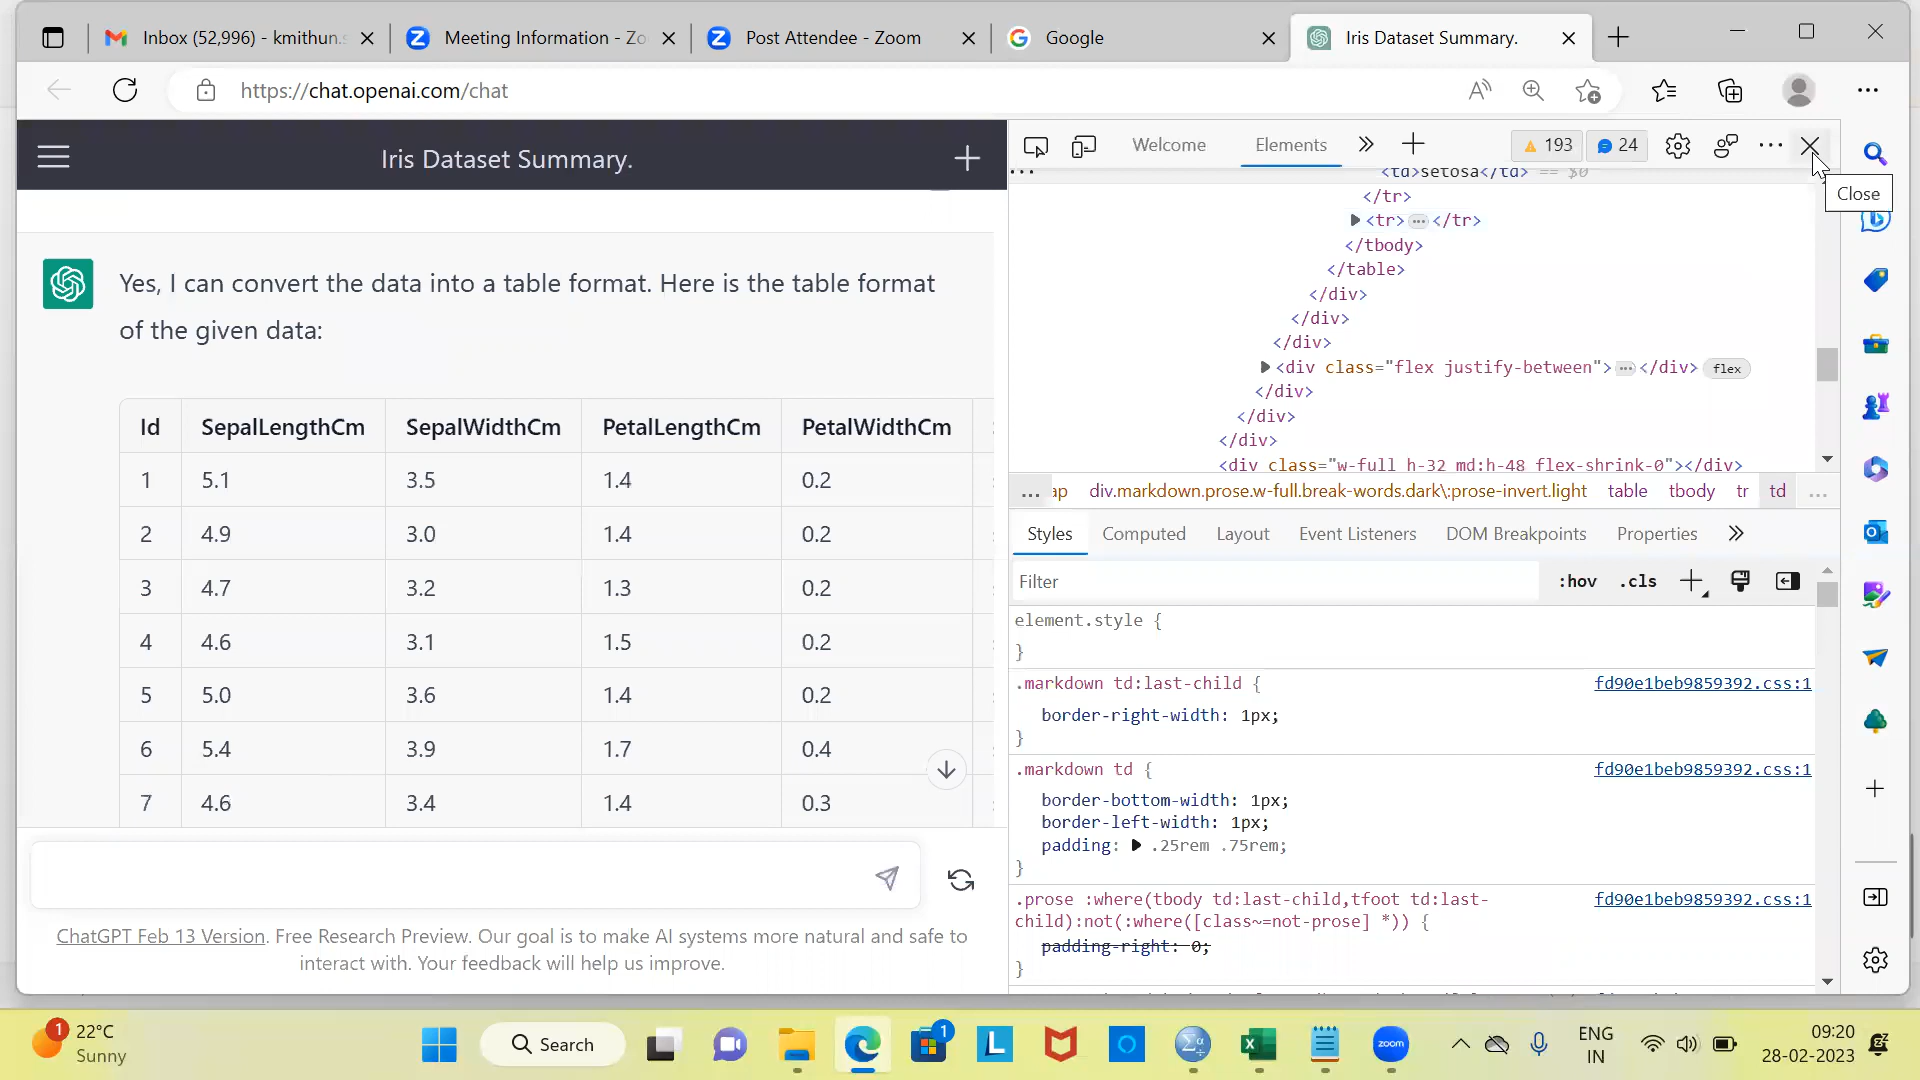 Inbox (52,996) - kmithun.s
Meeting Information - Zo
Post Attendee - Zoom
Google
Iris Dataset Summary.
https://chat.openai.com/chat
Iris Dataset Summary.
Yes, I can convert the data into a table format. Here is the table format
of the given data:
Id SepalLengthCm SepalWidthCm PetalLengthCm PetalWidthCm
1 5.1 3.5 1.4 0.2
2 4.9 3.0 1.4 0.2
3 4.7 3.2 1.3 0.2
4 4.6 3.1 1.5 0.2
5 5.0 3.6 1.4 0.2
6 5.4 3.9 1.7 0.4
7 4.6 3.4 1.4 0.3
ChatGPT Feb 13 Version. Free Research Preview. Our goal is to make AI systems more natural and safe to
interact with. Your feedback will help us improve.
Welcome Elements 193 24
Close
... <td>setosa</td> == $0
</tr>
<tr>…</tr>
</tbody>
</table>
</div>
</div>
</div>
<div class="flex justify-between">…</div> flex
</div>
</div>
</div>
<div class="w-full h-32 md:h-48 flex-shrink-0"></div>
... ap div.markdown.prose.w-full.break-words.dark\:prose-invert.light table tbody tr td ...
Styles Computed Layout Event Listeners DOM Breakpoints Properties
Filter :hov .cls
element.style {
}
.markdown td:last-child { fd90e1beb9859392.css:1
border-right-width: 1px;
}
.markdown td { fd90e1beb9859392.css:1
border-bottom-width: 1px;
border-left-width: 1px;
padding: .25rem .75rem;
}
.prose :where(tbody td:last-child,tfoot td:last- fd90e1beb9859392.css:1
child):not(:where([class~=not-prose] *)) {
padding-right: 0;
}
1
22°C
Sunny
Search
1
zoom
ENG
IN
09:20
28-02-2023